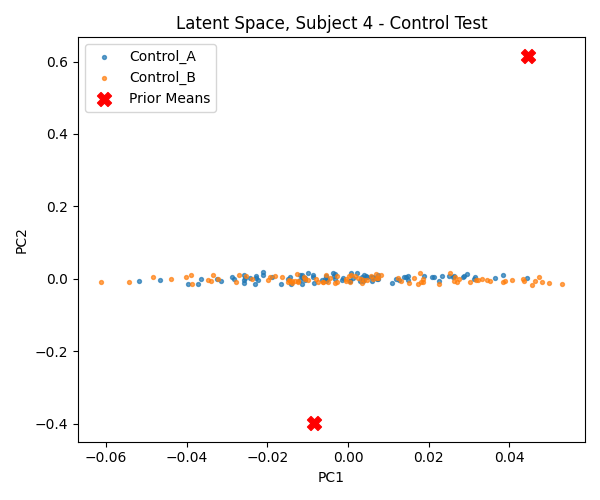 Latent Space, Subject 4 - Control Test
Control_A
Control_B
Prior Means
PC2
0.6
0.4
0.2
0.0
−0.2
−0.4
−0.06
−0.04
−0.02
0.00
0.02
0.04
PC1